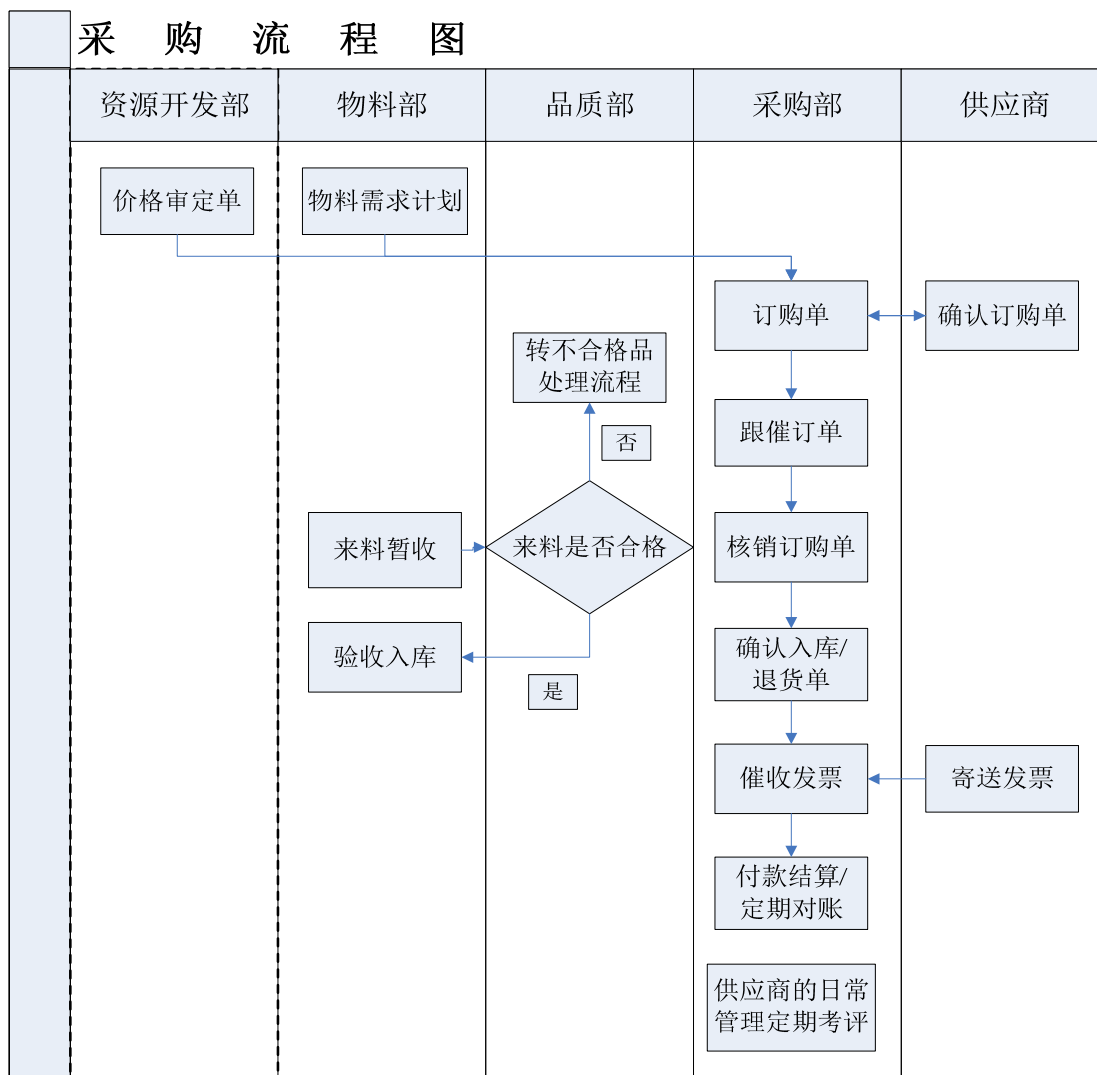 采购流程图
资源开发部
物料部
品质部
采购部
供应商
价格审定单
物料需求计划
订购单
确认订购单
转不合格品
处理流程
否
跟催订单
来料暂收
来料是否合格
核销订购单
验收入库
是
确认入库/
退货单
催收发票
寄送发票
付款结算/
定期对账
供应商的日常
管理定期考评